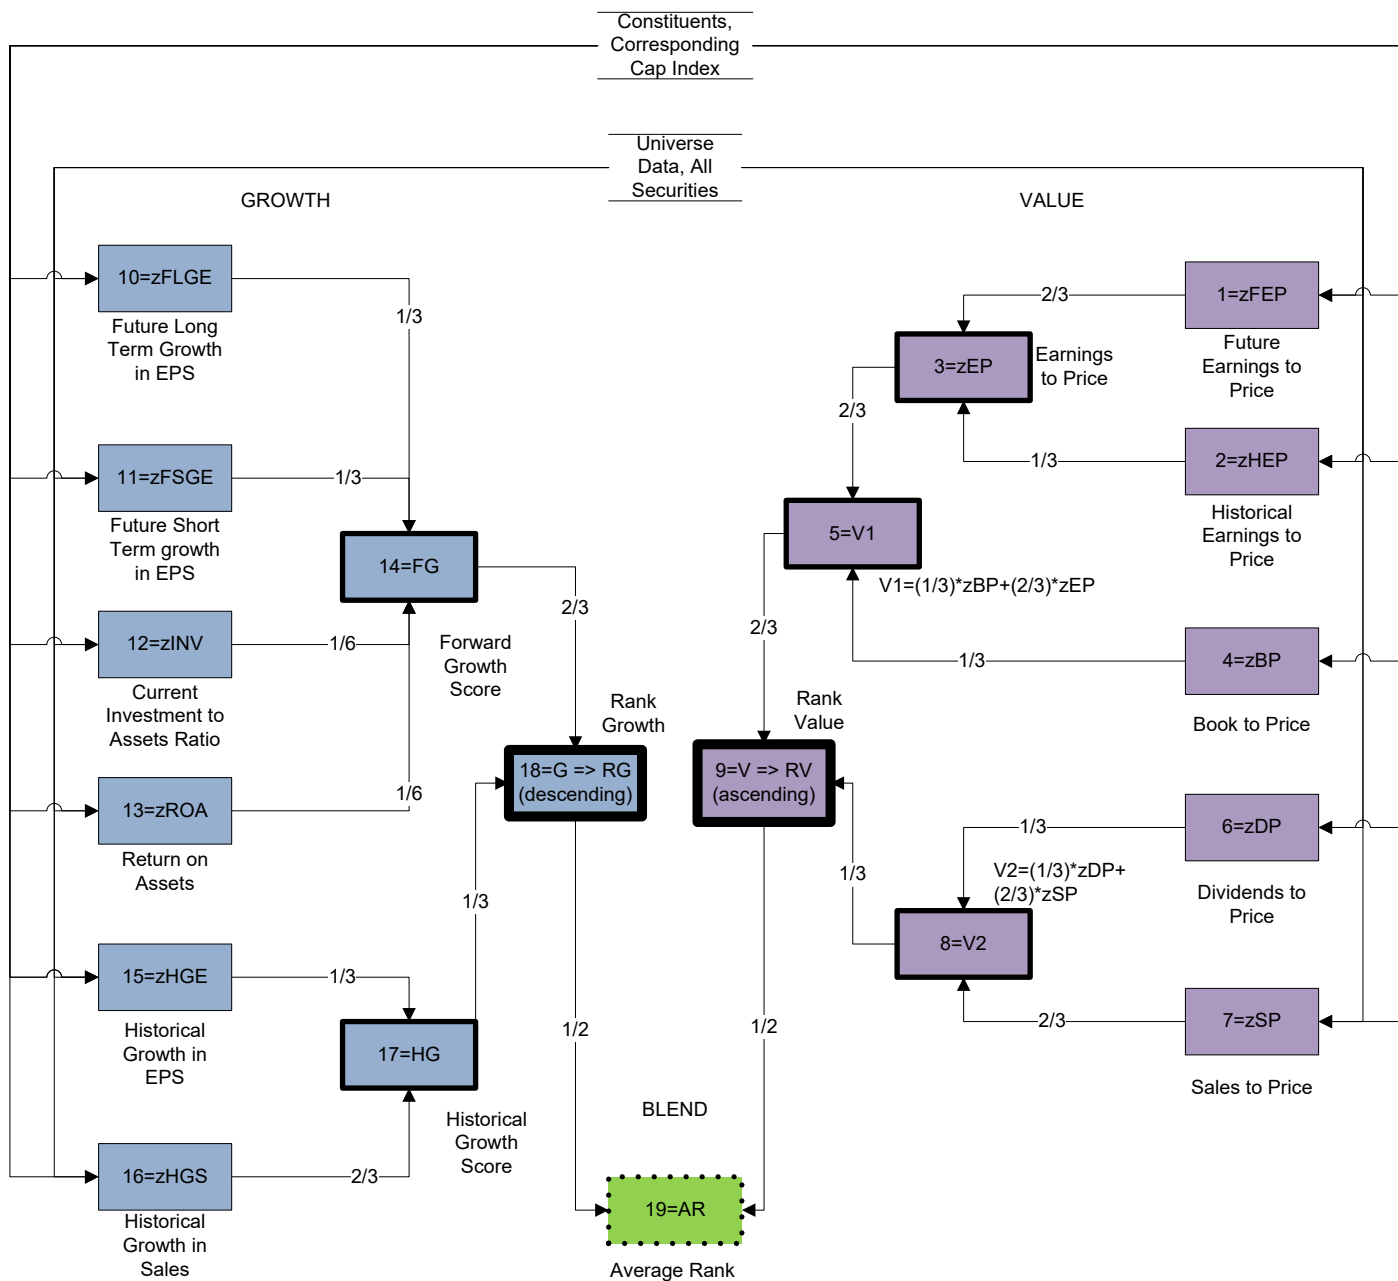 Constituents,
Corresponding
Cap Index
Universe
Data, All
Securities
GROWTH
VALUE
10=zFLGE
Future Long
Term Growth
in EPS
1/3
11=zFSGE
Future Short
Term growth
in EPS
1/3
14=FG
Forward
Growth
Score
12=zINV
Current
Investment to
Assets Ratio
1/6
13=zROA
Return on
Assets
1/6
2/3
Rank
Growth
18=G => RG
(descending)
15=zHGE
Historical
Growth in
EPS
1/3
17=HG
Historical
Growth
Score
1/3
16=zHGS
Historical
Growth in
Sales
2/3
1/2
1=zFEP
Future
Earnings to
Price
2/3
3=zEP
Earnings
to Price
2=zHEP
Historical
Earnings to
Price
1/3
2/3
5=V1
V1=(1/3)*zBP+(2/3)*zEP
4=zBP
Book to Price
1/3
2/3
Rank
Value
9=V => RV
(ascending)
6=zDP
Dividends to
Price
1/3
V2=(1/3)*zDP+
(2/3)*zSP
8=V2
1/3
7=zSP
Sales to Price
2/3
1/2
BLEND
19=AR
Average Rank